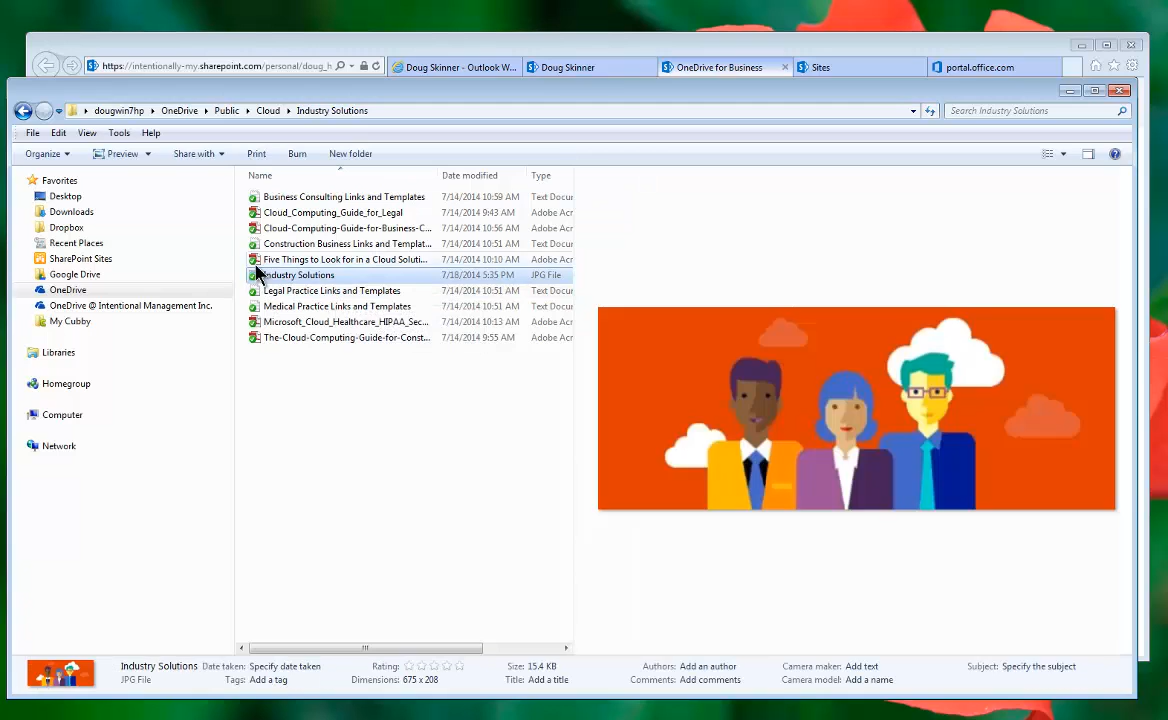 https://intentionally-my.sharepoint.com/personal/doug_h
Doug Skinner - Outlook W...
Doug Skinner
OneDrive for Business
Sites
portal.office.com
dougwin7hp
OneDrive
Public
Cloud
Industry Solutions
Search Industry Solutions
File Edit View Tools Help
Organize Preview Share with Print Burn New folder
Favorites
Desktop
Downloads
Dropbox
Recent Places
SharePoint Sites
Google Drive
OneDrive
OneDrive @ Intentional Management Inc.
My Cubby
Libraries
Homegroup
Computer
Network
Name Date modified Type
Business Consulting Links and Templates 7/14/2014 10:59 AM Text Docur
Cloud_Computing_Guide_for_Legal 7/14/2014 9:43 AM Adobe Acr
Cloud-Computing-Guide-for-Business-C... 7/14/2014 10:56 AM Adobe Acr
Construction Business Links and Templat... 7/14/2014 10:51 AM Text Docur
Five Things to Look for in a Cloud Soluti... 7/14/2014 10:10 AM Adobe Acr
Industry Solutions 7/18/2014 5:35 PM JPG File
Legal Practice Links and Templates 7/14/2014 10:51 AM Text Docur
Medical Practice Links and Templates 7/14/2014 10:51 AM Text Docur
Microsoft_Cloud_Healthcare_HIPAA_Sec... 7/14/2014 10:13 AM Adobe Acr
The-Cloud-Computing-Guide-for-Const... 7/14/2014 9:55 AM Adobe Acr
Industry Solutions Date taken: Specify date taken Rating: Size: 15.4 KB Authors: Add an author Camera maker: Add text Subject: Specify the subject
JPG File Tags: Add a tag Dimensions: 675 x 208 Title: Add a title Comments: Add comments Camera model: Add a name